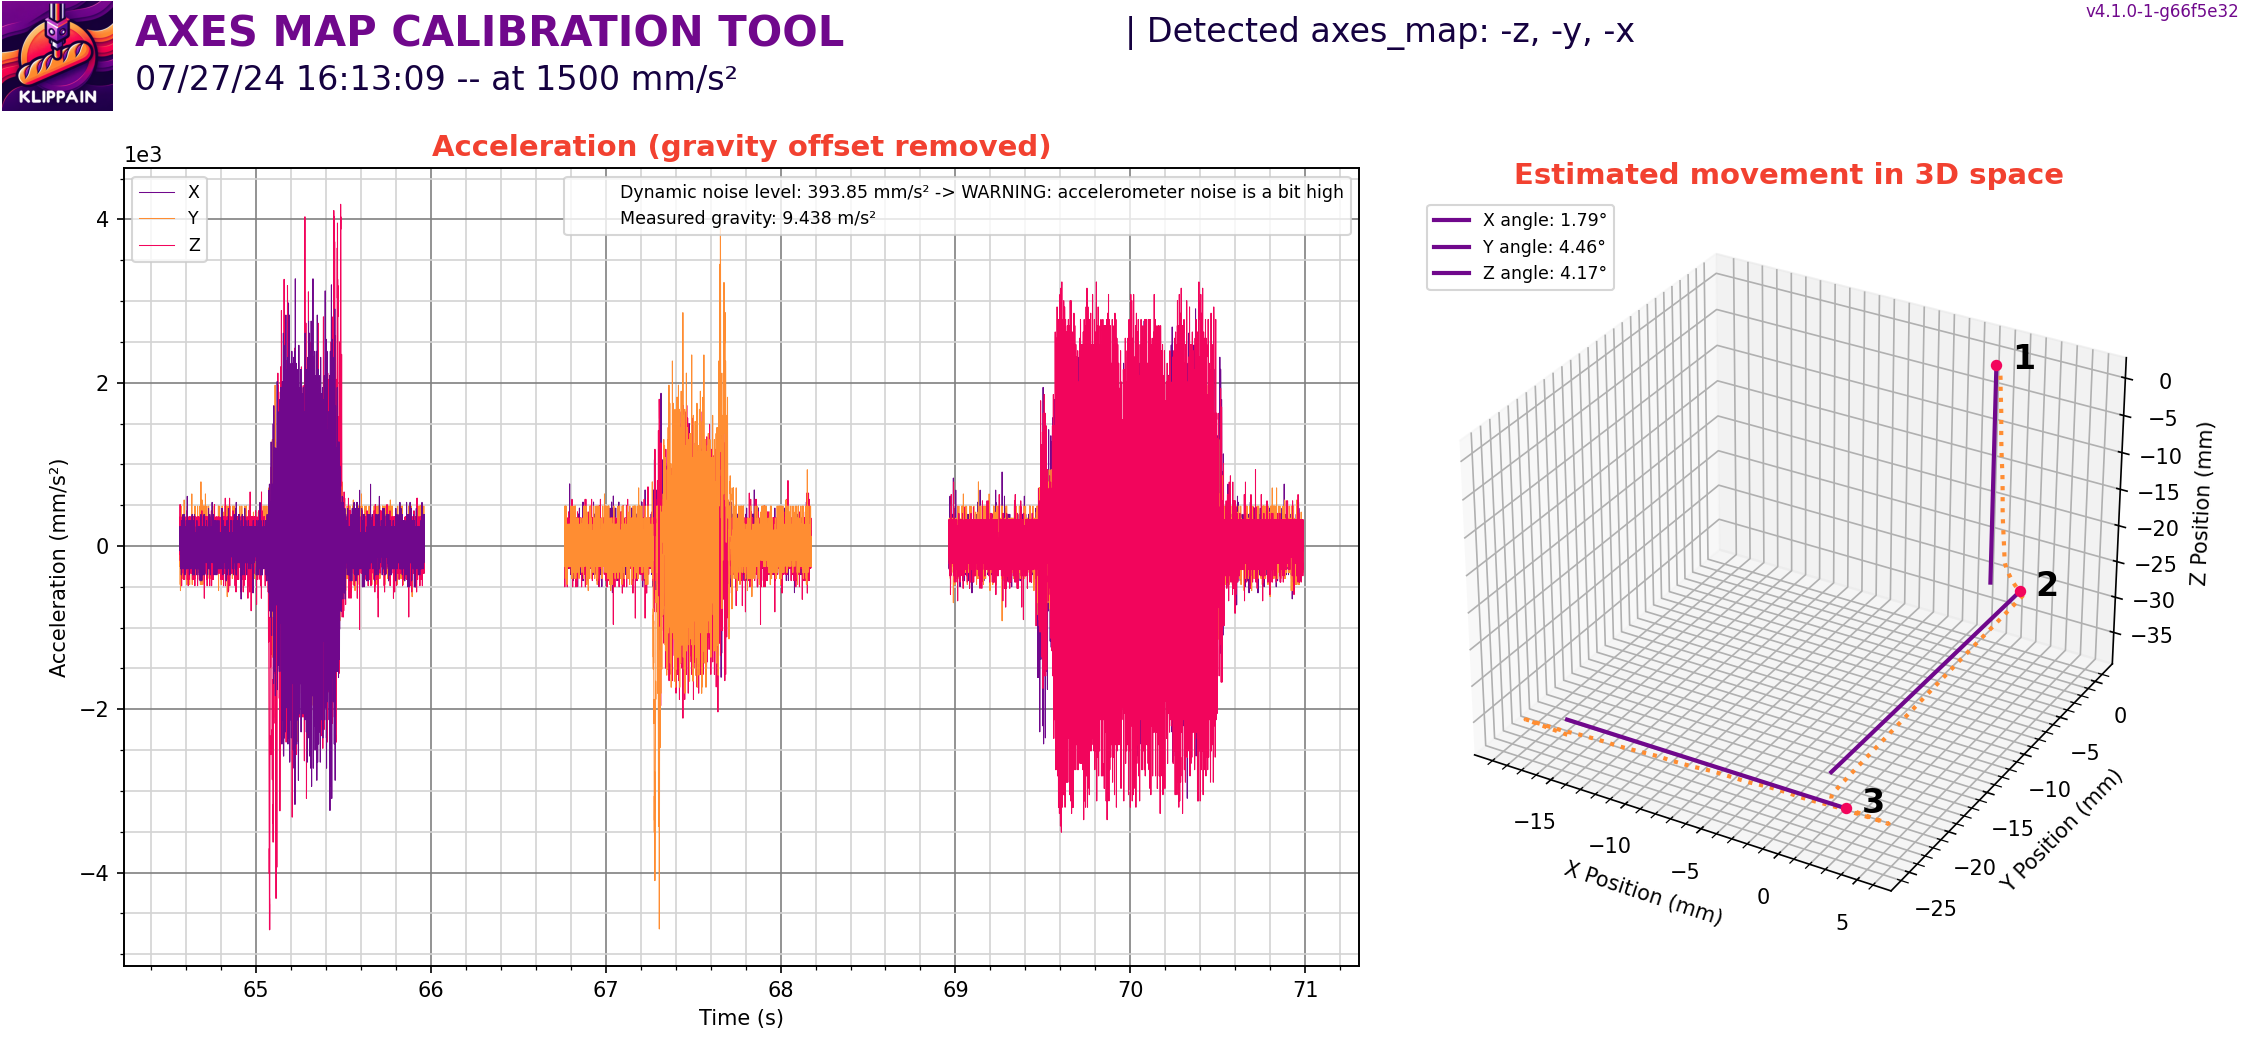 KLIPPAIN
AXES MAP CALIBRATION TOOL
| Detected axes_map: -z, -y, -x
v4.1.0-1-g66f5e32
07/27/24 16:13:09 -- at 1500 mm/s²
Acceleration (gravity offset removed)
1e3
X
Y
Z
Dynamic noise level: 393.85 mm/s² -> WARNING: accelerometer noise is a bit high
Measured gravity: 9.438 m/s²
4
2
0
−2
−4
Acceleration (mm/s²)
65
66
67
68
69
70
71
Time (s)
Estimated movement in 3D space
X angle: 1.79°
Y angle: 4.46°
Z angle: 4.17°
1
2
3
0
−5
−10
−15
−20
−25
−30
−35
Z Position (mm)
0
−5
−10
−15
−20
−25
Y Position (mm)
−15
−10
−5
0
5
X Position (mm)